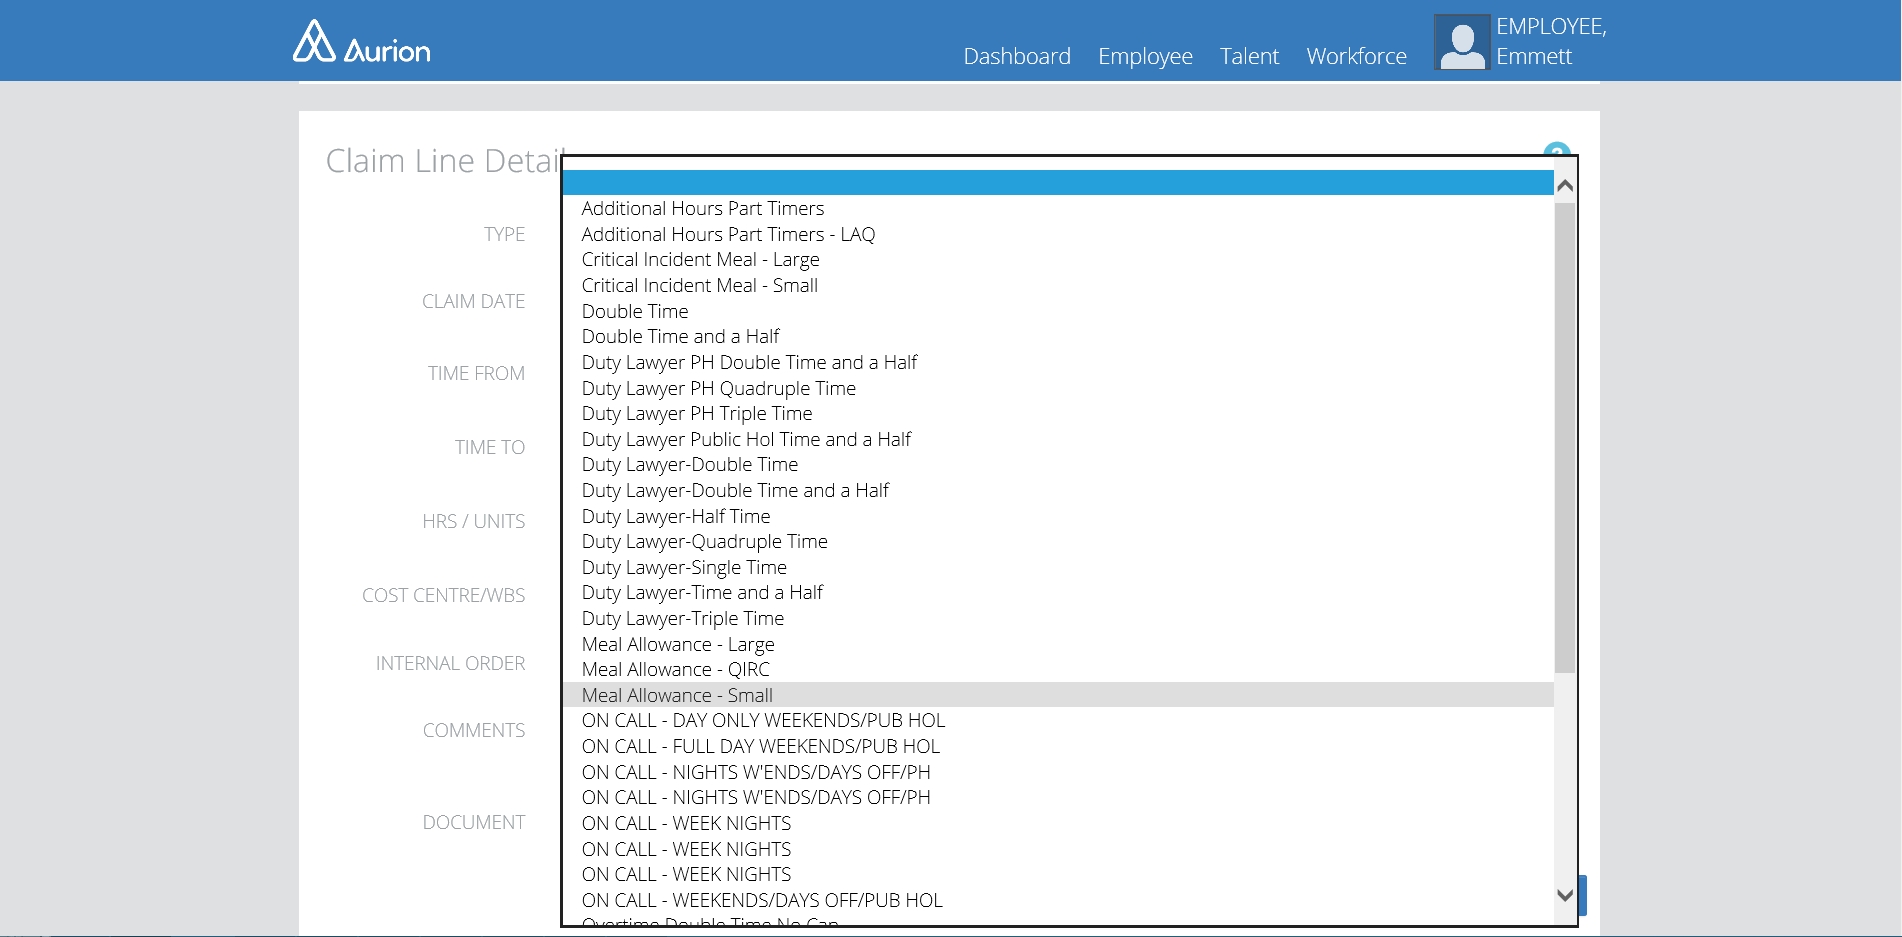 Aurion
Dashboard Employee Talent Workforce
EMPLOYEE,
Emmett
Claim Line Detail
TYPE
CLAIM DATE
TIME FROM
TIME TO
HRS / UNITS
COST CENTRE/WBS
INTERNAL ORDER
COMMENTS
DOCUMENT
Additional Hours Part Timers
Additional Hours Part Timers - LAQ
Critical Incident Meal - Large
Critical Incident Meal - Small
Double Time
Double Time and a Half
Duty Lawyer PH Double Time and a Half
Duty Lawyer PH Quadruple Time
Duty Lawyer PH Triple Time
Duty Lawyer Public Hol Time and a Half
Duty Lawyer-Double Time
Duty Lawyer-Double Time and a Half
Duty Lawyer-Half Time
Duty Lawyer-Quadruple Time
Duty Lawyer-Single Time
Duty Lawyer-Time and a Half
Duty Lawyer-Triple Time
Meal Allowance - Large
Meal Allowance - QIRC
Meal Allowance - Small
ON CALL - DAY ONLY WEEKENDS/PUB HOL
ON CALL - FULL DAY WEEKENDS/PUB HOL
ON CALL - NIGHTS W'ENDS/DAYS OFF/PH
ON CALL - NIGHTS W'ENDS/DAYS OFF/PH
ON CALL - WEEK NIGHTS
ON CALL - WEEK NIGHTS
ON CALL - WEEK NIGHTS
ON CALL - WEEKENDS/DAYS OFF/PUB HOL
Overtime Double Time No Cap